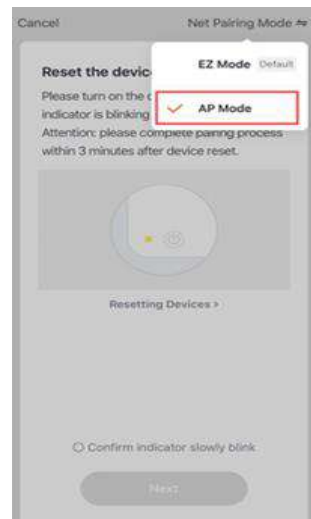 Cancel
Net Pairing Mode ⇋
EZ Mode Default
AP Mode
Reset the devic
Please turn on the
indicator is blinking
Attention: please complete pairing process
within 3 minutes after device reset.
Resetting Devices >
Confirm indicator slowly blink
Next